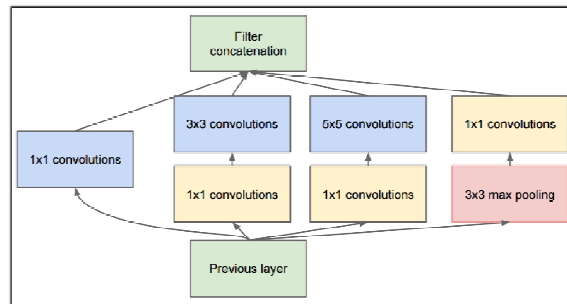 Filter
concatenation
3x3 convolutions
5x5 convolutions
1x1 convolutions
1x1 convolutions
1x1 convolutions
1x1 convolutions
3x3 max pooling
Previous layer